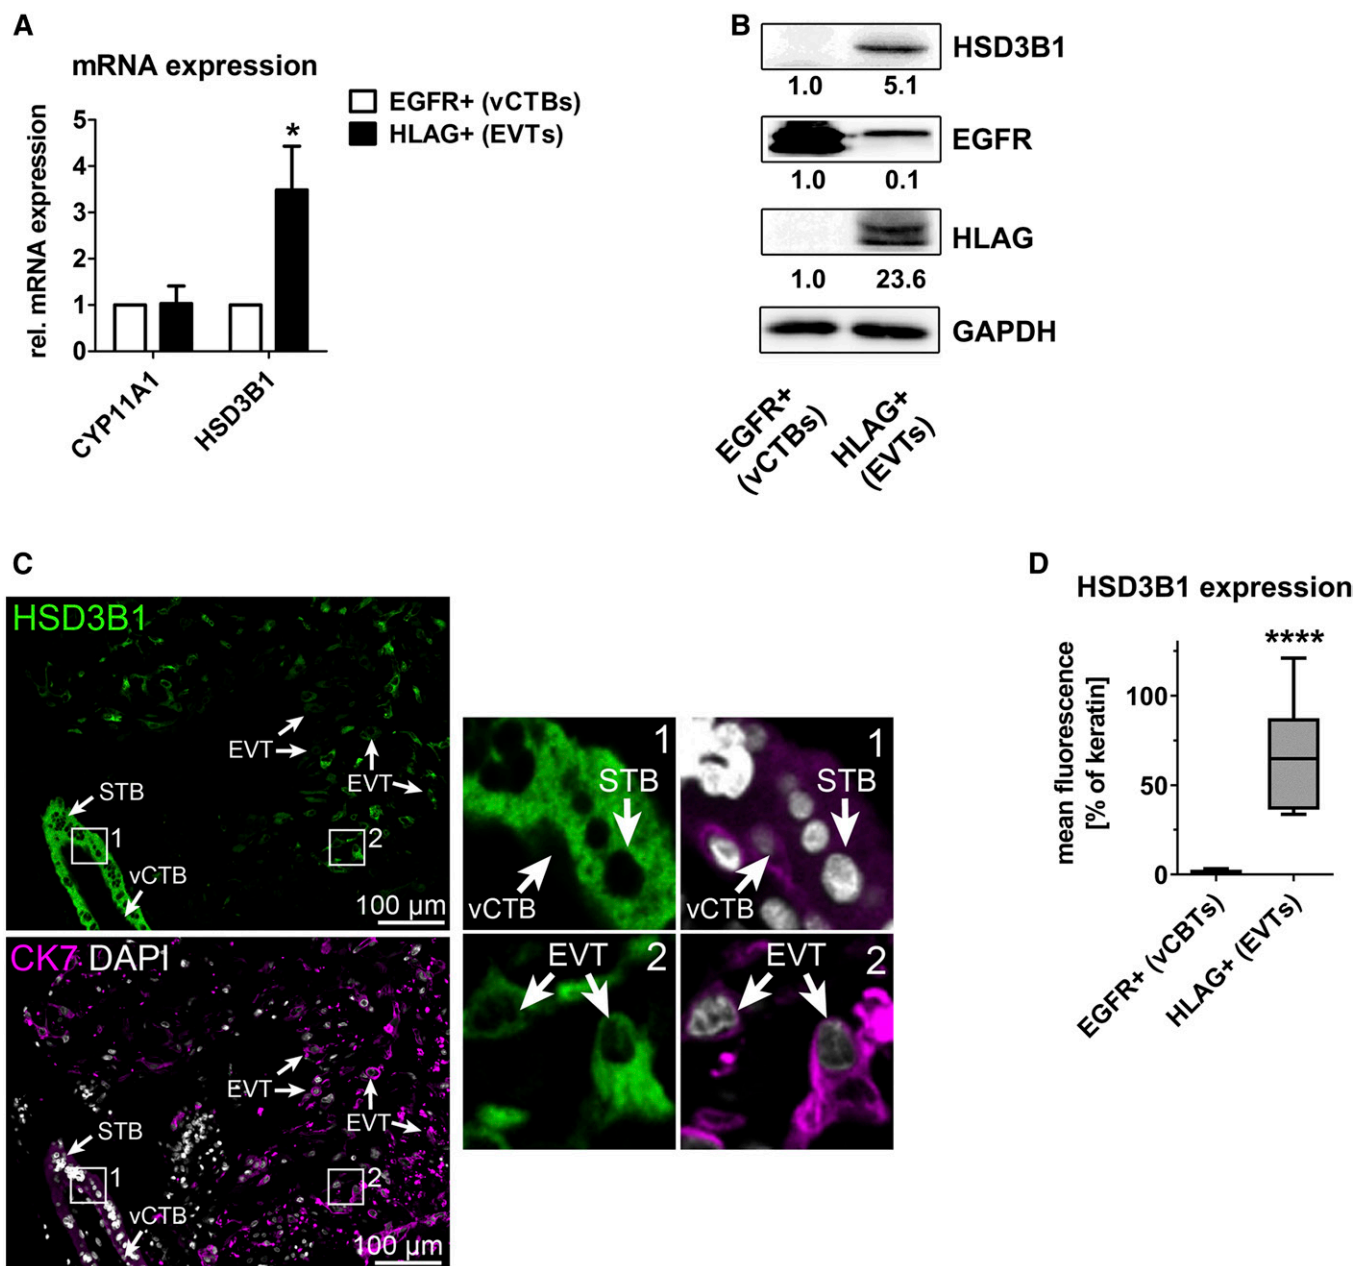 A
mRNA expression
EGFR+ (vCTBs)
HLAG+ (EVTs)
rel. mRNA expression
5
4
3
2
1
0
*
CYP11A1
HSD3B1
B
HSD3B1
1.0 5.1
EGFR
1.0 0.1
HLAG
1.0 23.6
GAPDH
EGFR+
(vCTBs)
HLAG+
(EVTs)
C
HSD3B1
EVT
EVT
STB
1
2
vCTB
100 µm
CK7 DAPI
EVT
EVT
STB
1
2
vCTB
100 µm
1
STB
vCTB
1
STB
vCTB
EVT 2
EVT 2
D
HSD3B1 expression
****
mean fluorescence
[% of keratin]
100
50
0
EGFR+ (vCBTs)
HLAG+ (EVTs)